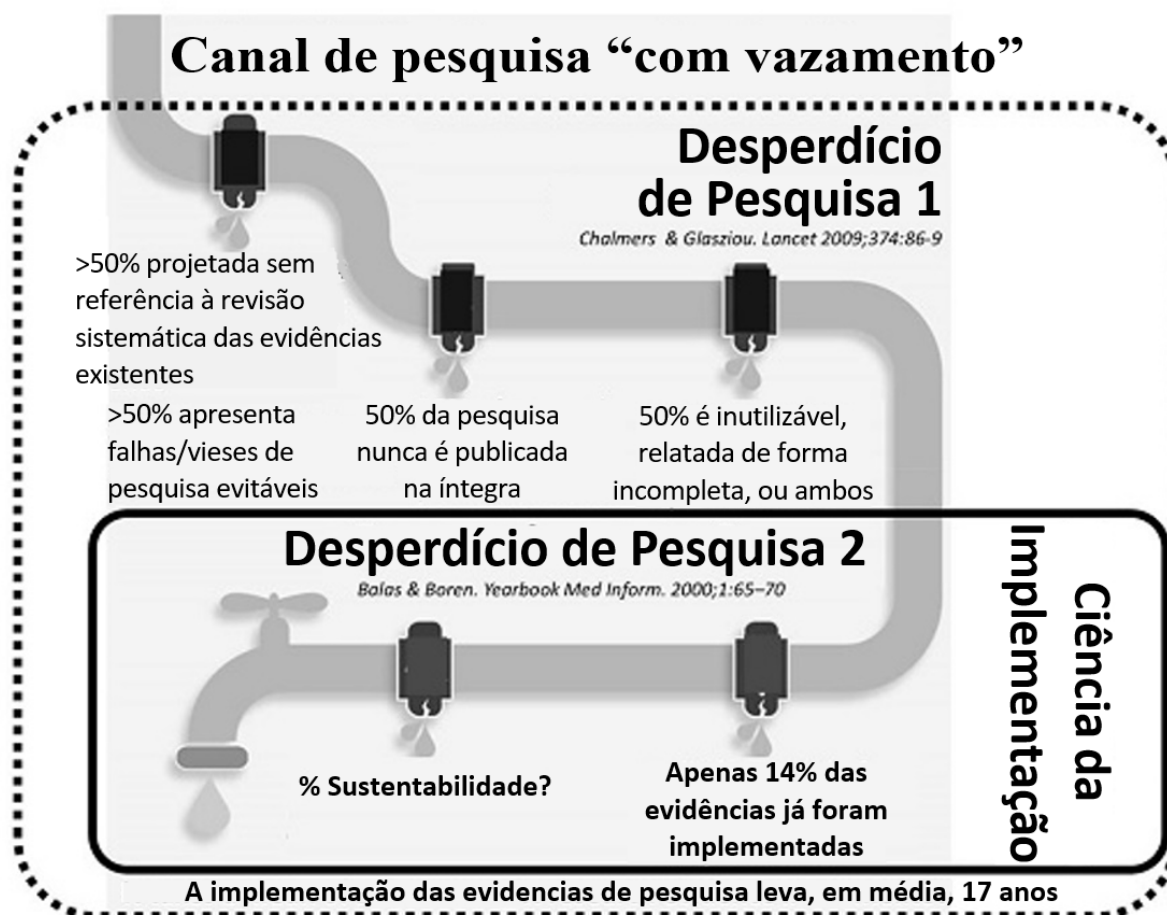 Canal de pesquisa “com vazamento”
Desperdício
de Pesquisa 1
Chalmers & Glasziou. Lancet 2009;374:86-9
>50% projetada sem
referência à revisão
sistemática das evidências
existentes
>50% apresenta
falhas/vieses de
pesquisa evitáveis
50% da pesquisa
nunca é publicada
na íntegra
50% é inutilizável,
relatada de forma
incompleta, ou ambos
Desperdício de Pesquisa 2
Balas & Boren. Yearbook Med Inform. 2000;1:65–70
% Sustentabilidade?
Apenas 14% das
evidências já foram
implementadas
Ciência da
Implementação
A implementação das evidencias de pesquisa leva, em média, 17 anos